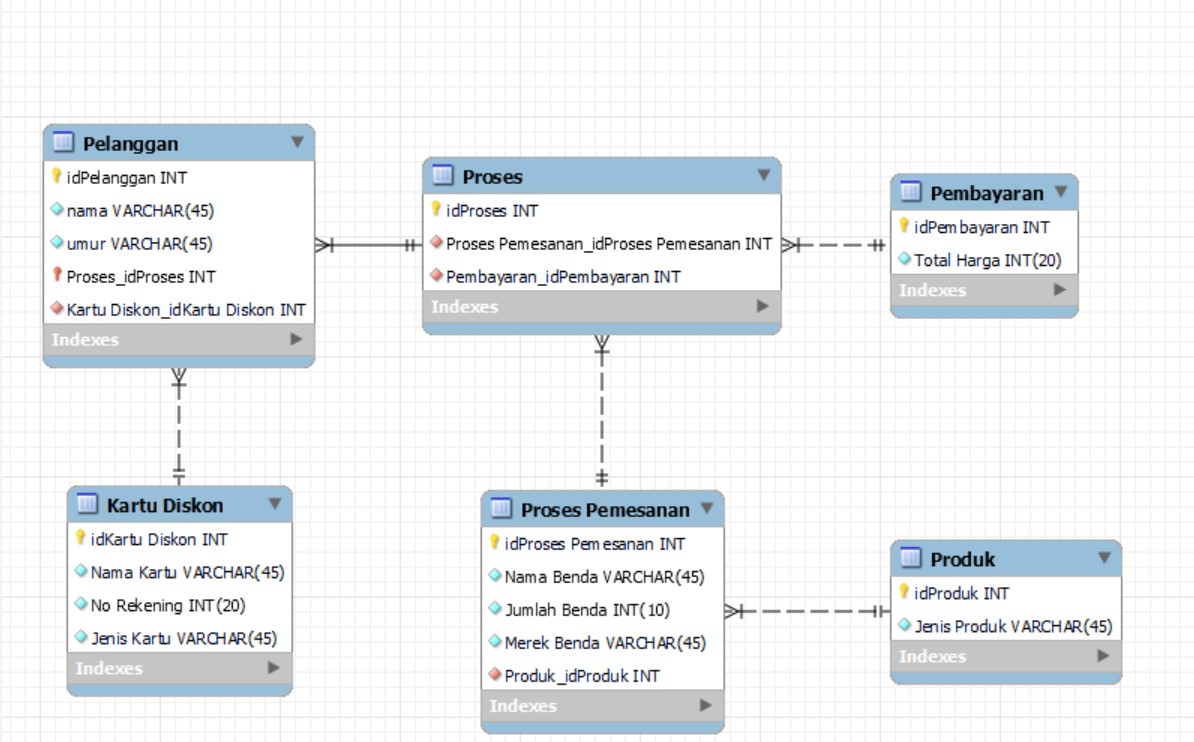 Pelanggan
idPelanggan INT
nama VARCHAR(45)
umur VARCHAR(45)
Proses_idProses INT
Kartu Diskon_idKartu Diskon INT
Indexes
Proses
idProses INT
Proses Pemesanan_idProses Pemesanan INT
Pembayaran_idPembayaran INT
Indexes
Pembayaran
idPembayaran INT
Total Harga INT(20)
Indexes
Kartu Diskon
idKartu Diskon INT
Nama Kartu VARCHAR(45)
No Rekening INT(20)
Jenis Kartu VARCHAR(45)
Indexes
Proses Pemesanan
idProses Pemesanan INT
Nama Benda VARCHAR(45)
Jumlah Benda INT(10)
Merek Benda VARCHAR(45)
Produk_idProduk INT
Indexes
Produk
idProduk INT
Jenis Produk VARCHAR(45)
Indexes